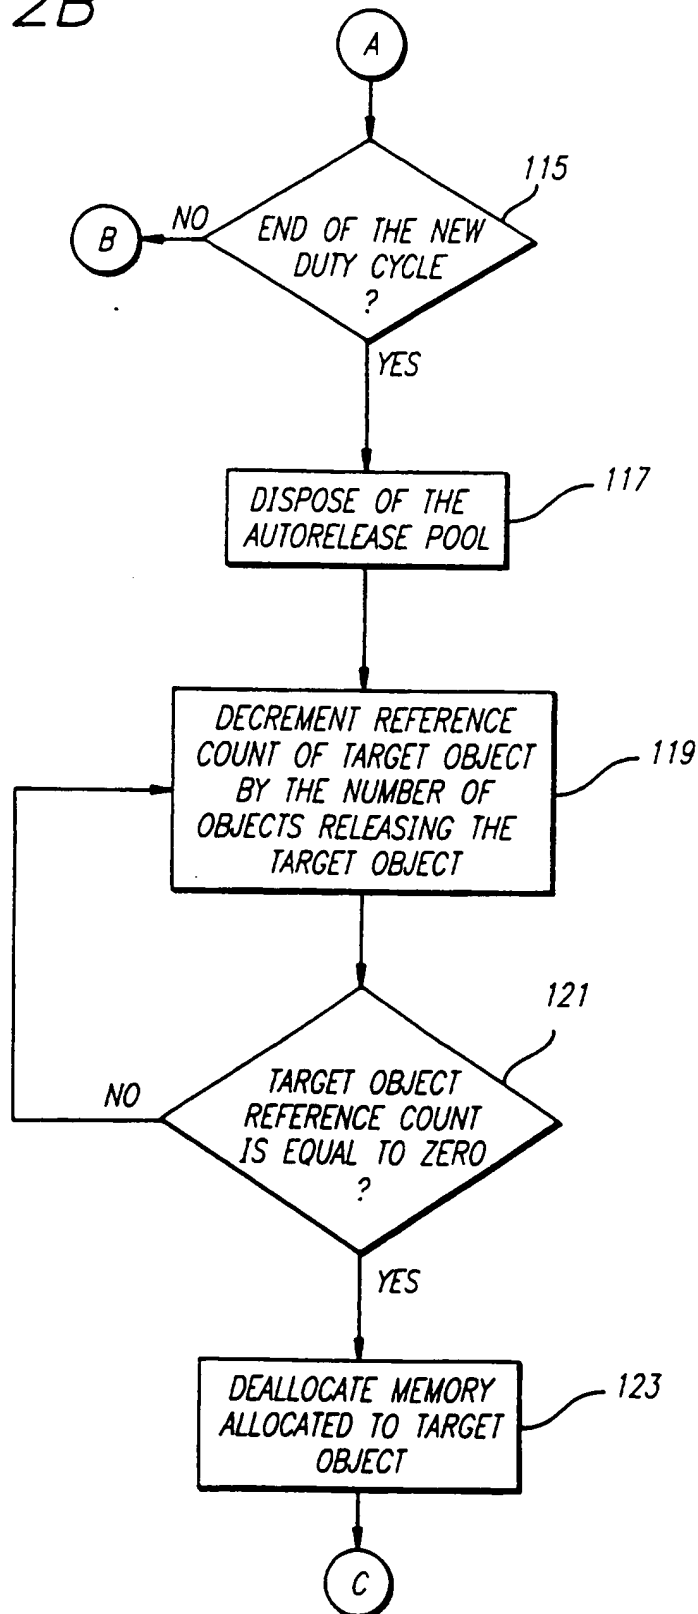 2B
A
115
NO
B
END OF THE NEW
DUTY CYCLE
?
YES
DISPOSE OF THE
AUTORELEASE POOL
117
DECREMENT REFERENCE
COUNT OF TARGET OBJECT
BY THE NUMBER OF
OBJECTS RELEASING THE
TARGET OBJECT
119
121
NO
TARGET OBJECT
REFERENCE COUNT
IS EQUAL TO ZERO
?
YES
DEALLOCATE MEMORY
ALLOCATED TO TARGET
OBJECT
123
C